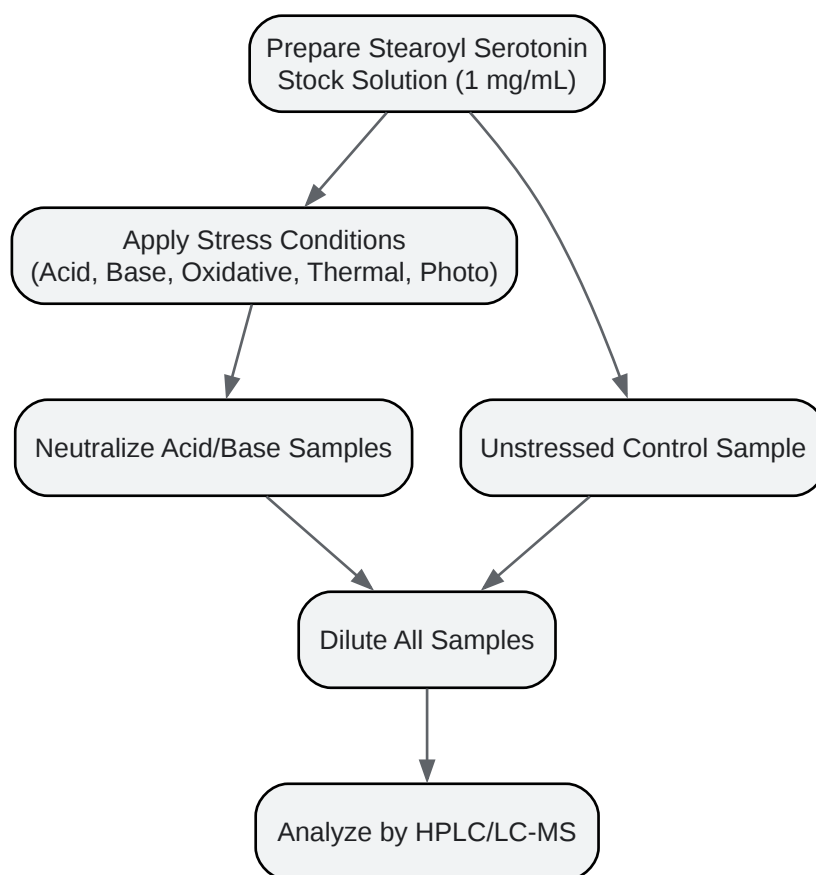 Prepare Stearoyl Serotonin
Stock Solution (1 mg/mL)
Apply Stress Conditions
(Acid, Base, Oxidative, Thermal, Photo)
Neutralize Acid/Base Samples
Unstressed Control Sample
Dilute All Samples
Analyze by HPLC/LC-MS